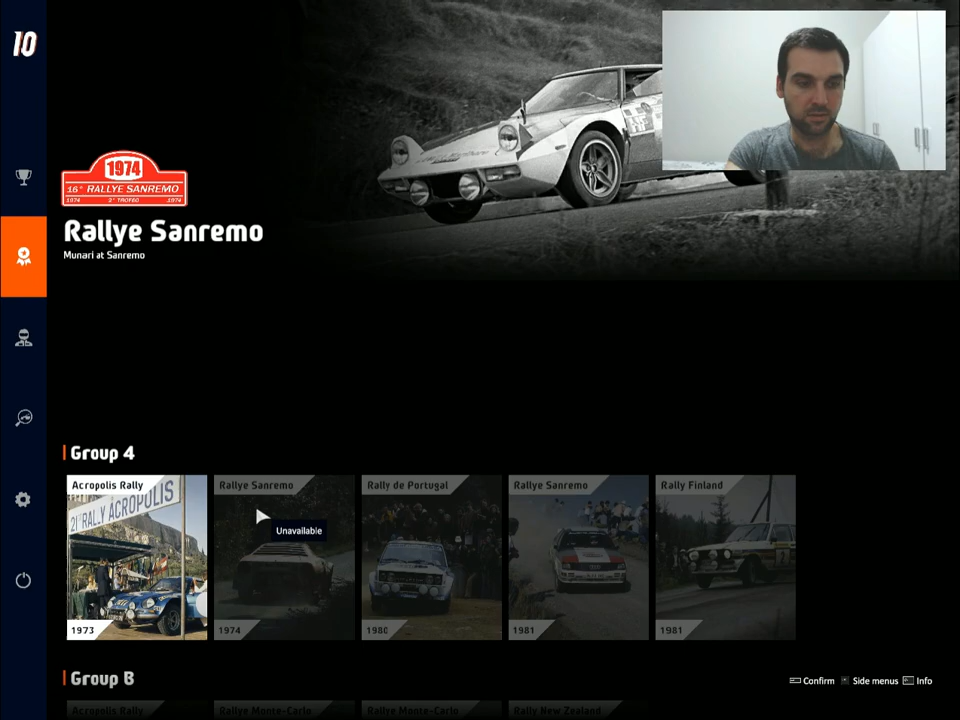 10
1974
16° RALLYE SANREMO
1974 2° TROFEO 1974
Rallye Sanremo
Munari at Sanremo
Group 4
Acropolis Rally
Rallye Sanremo
Rally de Portugal
Rallye Sanremo
Rally Finland
21st RALLY ACROPOLIS
Unavailable
1973
1974
1980
1981
1981
Group B
Confirm
Side menus
Info
Acropolis Rally
Rallye Monte-Carlo
Rallye Monte-Carlo
Rally New Zealand